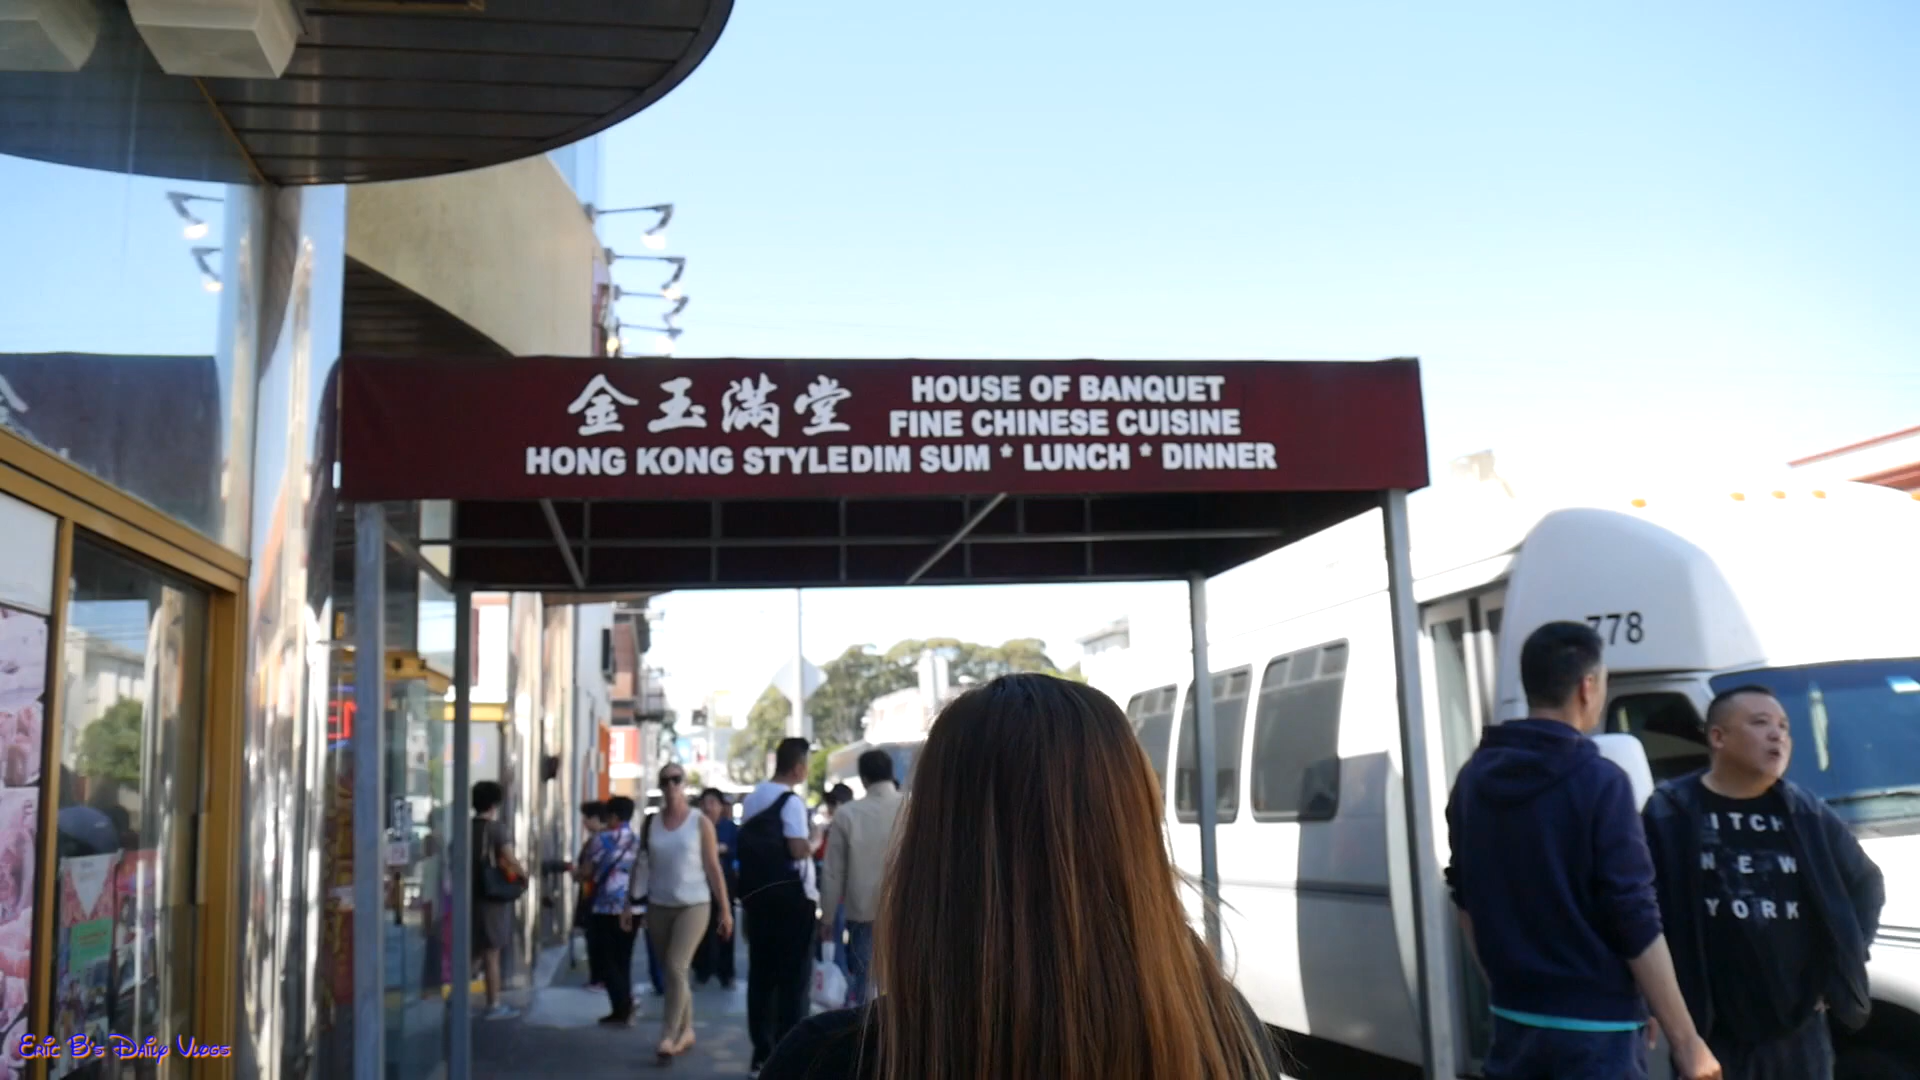 金玉滿堂
HOUSE OF BANQUET
FINE CHINESE CUISINE
HONG KONG STYLEDIM SUM * LUNCH * DINNER
778
ITCH
NEW
YORK
Eric B's Daily Vlogs